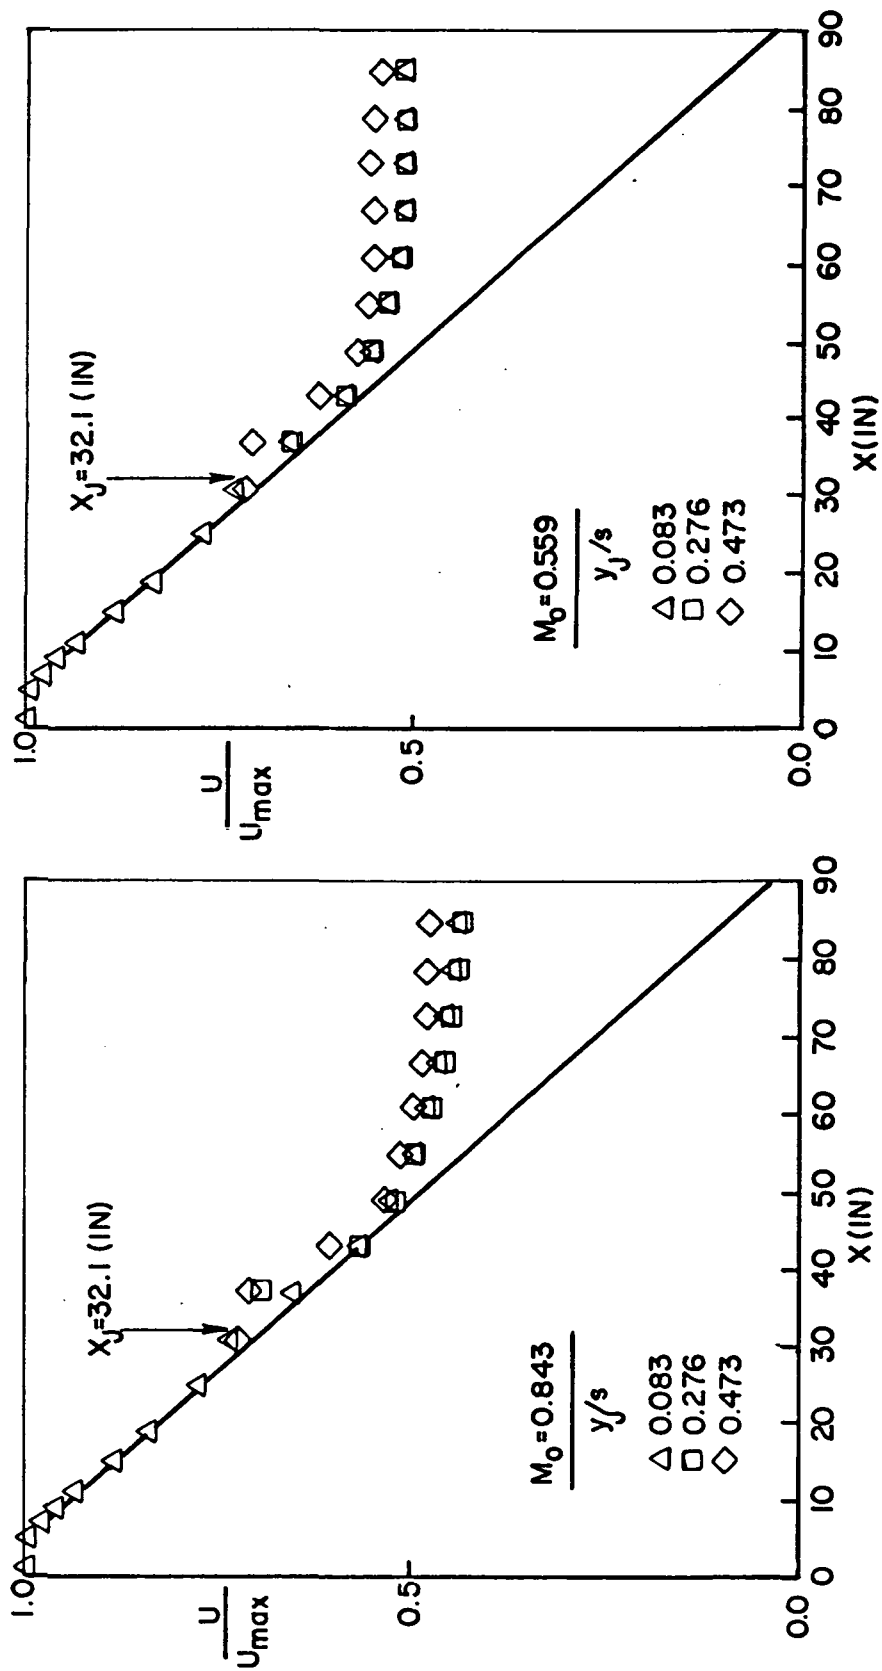 1.0
U
Umax
0.5
0.0
XJ=32.1 (IN)
M0=0.843
yJ/s
△ 0.083
□ 0.276
◇ 0.473
0 10 20 30 40 50 60 70 80 90
X(IN)
1.0
U
Umax
0.5
0.0
XJ=32.1 (IN)
M0=0.559
yJ/s
△ 0.083
□ 0.276
◇ 0.473
0 10 20 30 40 50 60 70 80 90
X(IN)